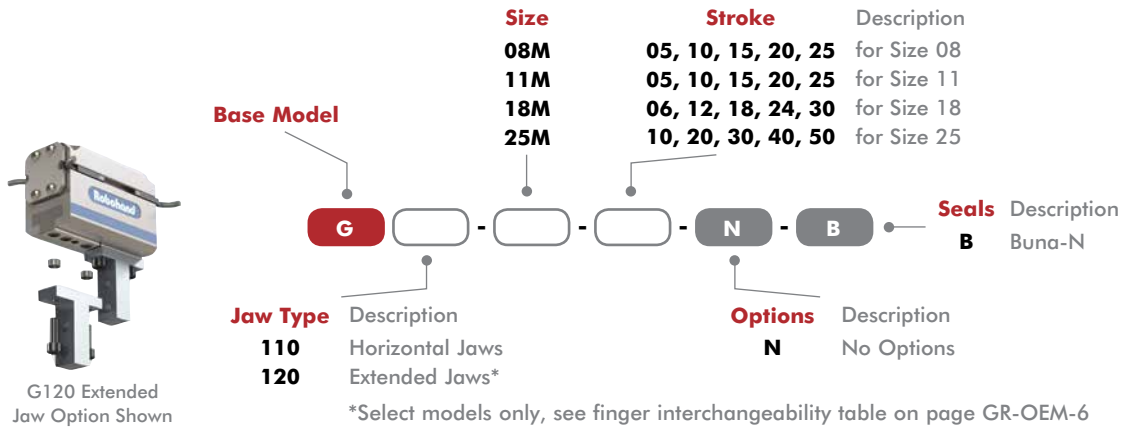 Size Stroke Description
08M 05, 10, 15, 20, 25 for Size 08
11M 05, 10, 15, 20, 25 for Size 11
18M 06, 12, 18, 24, 30 for Size 18
25M 10, 20, 30, 40, 50 for Size 25
Base Model
Robohand
G - - - N - B
Seals Description
B Buna-N
Jaw Type Description
110 Horizontal Jaws
120 Extended Jaws*
Options Description
N No Options
G120 Extended
Jaw Option Shown
*Select models only, see finger interchangeability table on page GR-OEM-6